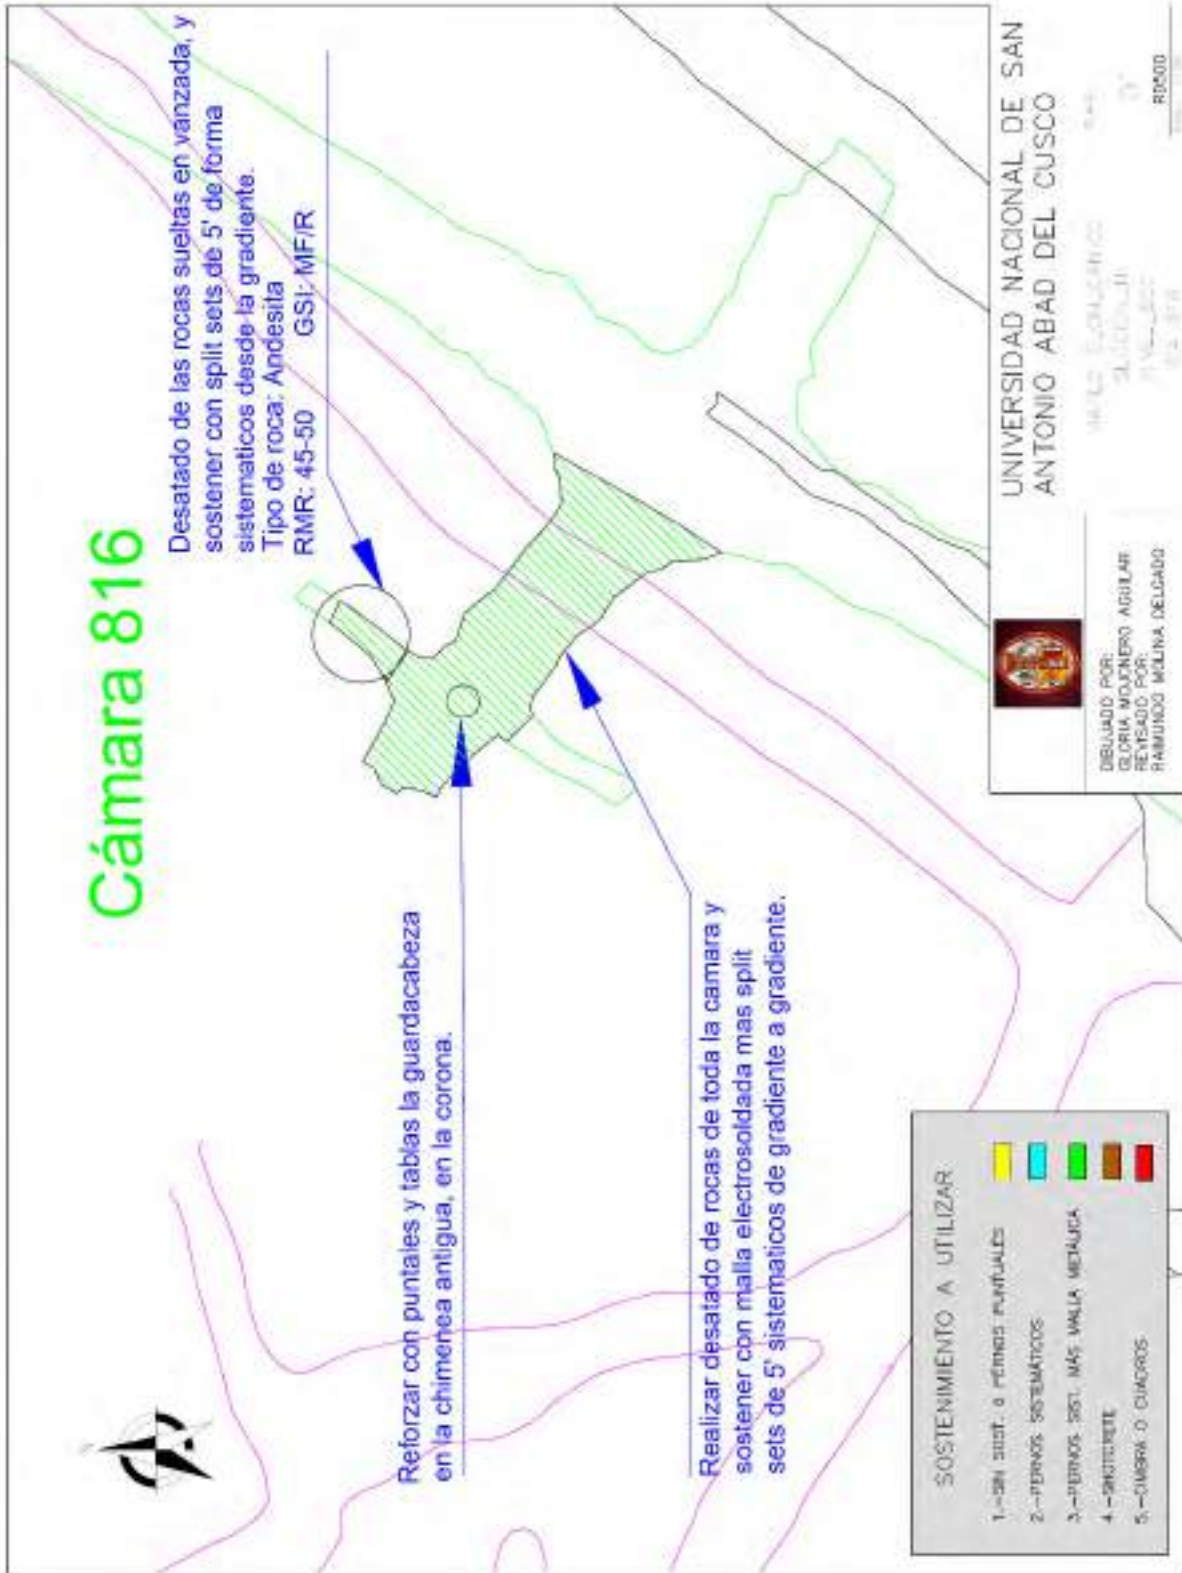 Cámara 816
Desatado de las rocas sueltas en vanzada, y
sostener con split sets de 5' de forma
sistematicos desde la gradiente.
Tipo de roca: Andesita
RMR: 45-50 GSI: MF/R
Reforzar con puntales y tablas la guardacabeza
en la chimenea antigua, en la corona.
Realizar desatado de rocas de toda la camara y
sostener con malla electrosoldada mas split
sets de 5' sistematicos de gradiente a gradiente.
SOSTENIMIENTO A UTILIZAR
1.-SIN SOST. O PERNOS PUNTUALES
2.-PERNOS SISTEMÁTICOS
3.-PERNOS SIST. MÁS MALLA METÁLICA
4.-SHOTCRETE
5.-CIMBRA O CUADROS
UNIVERSIDAD NACIONAL DE SAN
ANTONIO ABAD DEL CUSCO
DIBUJADO POR:
GLORIA MOJONERO AGUILAR
REVISADO POR:
RAIMUNDO MOLINA DELGADO
RD500